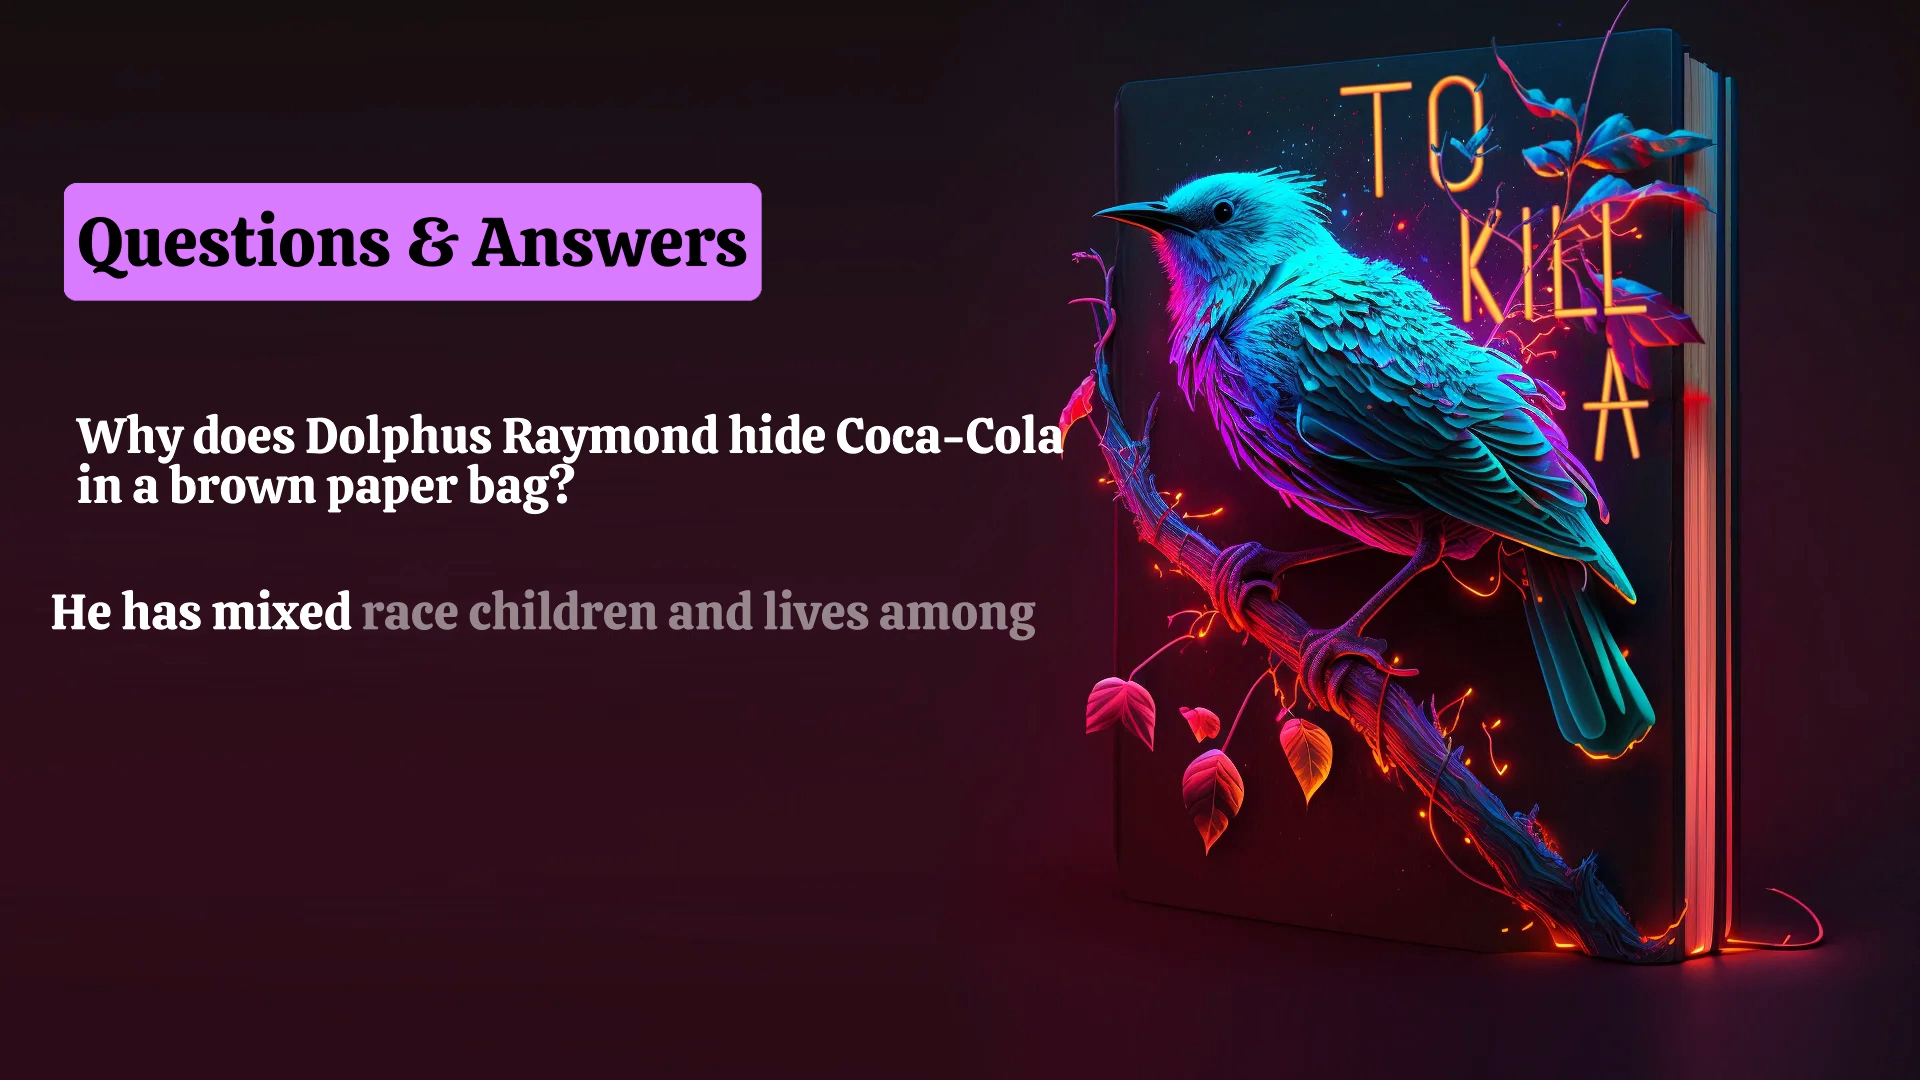 Questions & Answers
Why does Dolphus Raymond hide Coca-Cola
in a brown paper bag?
He has mixed race children and lives among
TO
KILL
A